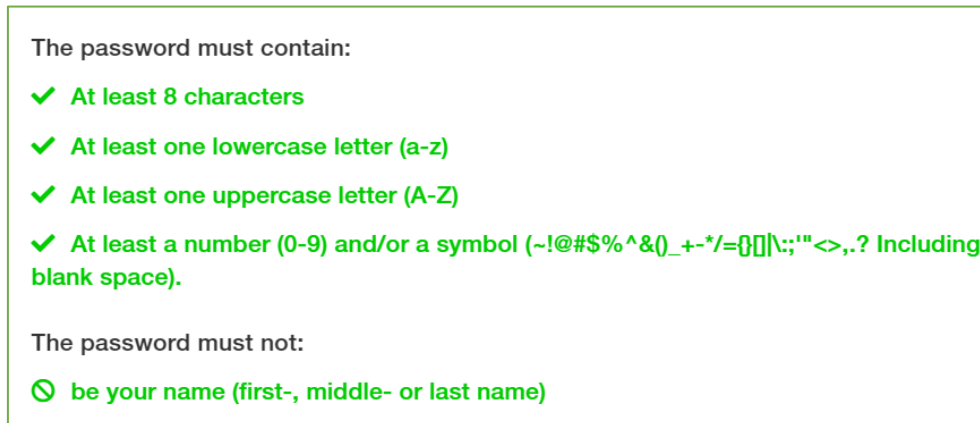 The password must contain:
At least 8 characters
At least one lowercase letter (a-z)
At least one uppercase letter (A-Z)
At least a number (0-9) and/or a symbol (~!@#$%^&()_+-*/={}[]|\:;'"<>,.? Including
blank space).
The password must not:
be your name (first-, middle- or last name)